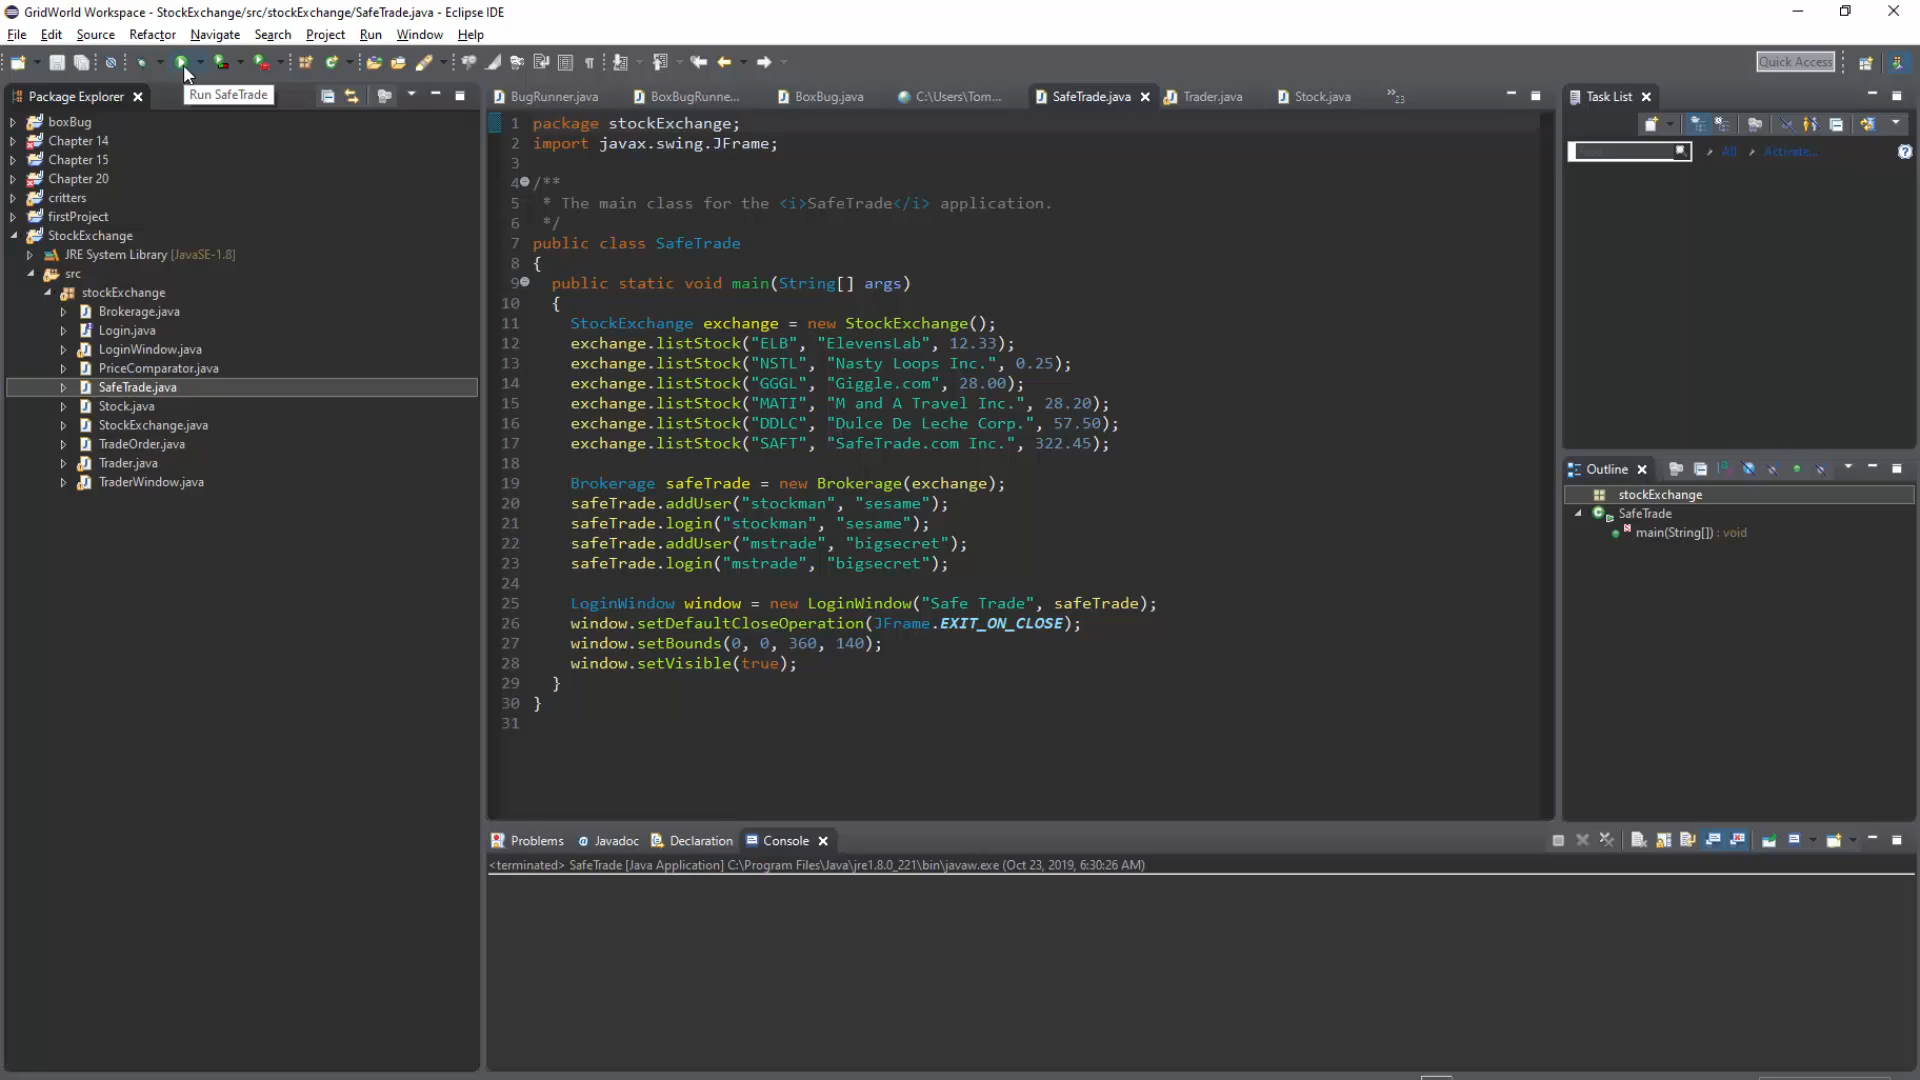 GridWorld Workspace - StockExchange/src/stockExchange/SafeTrade.java - Eclipse IDE
File Edit Source Refactor Navigate Search Project Run Window Help
Quick Access
Run SafeTrade
Package Explorer
boxBug
Chapter 14
Chapter 15
Chapter 20
critters
firstProject
StockExchange
JRE System Library [JavaSE-1.8]
src
stockExchange
Brokerage.java
Login.java
LoginWindow.java
PriceComparator.java
SafeTrade.java
Stock.java
StockExchange.java
TradeOrder.java
Trader.java
TraderWindow.java
BugRunner.java BoxBugRunne... BoxBug.java C:\Users\Tom... SafeTrade.java Trader.java Stock.java »23
1 package stockExchange;
2 import javax.swing.JFrame;
3
4 /**
5 * The main class for the <i>SafeTrade</i> application.
6 */
7 public class SafeTrade
8 {
9 public static void main(String[] args)
10 {
11 StockExchange exchange = new StockExchange();
12 exchange.listStock("ELB", "ElevensLab", 12.33);
13 exchange.listStock("NSTL", "Nasty Loops Inc.", 0.25);
14 exchange.listStock("GGGL", "Giggle.com", 28.00);
15 exchange.listStock("MATI", "M and A Travel Inc.", 28.20);
16 exchange.listStock("DDLC", "Dulce De Leche Corp.", 57.50);
17 exchange.listStock("SAFT", "SafeTrade.com Inc.", 322.45);
18
19 Brokerage safeTrade = new Brokerage(exchange);
20 safeTrade.addUser("stockman", "sesame");
21 safeTrade.login("stockman", "sesame");
22 safeTrade.addUser("mstrade", "bigsecret");
23 safeTrade.login("mstrade", "bigsecret");
24
25 LoginWindow window = new LoginWindow("Safe Trade", safeTrade);
26 window.setDefaultCloseOperation(JFrame.EXIT_ON_CLOSE);
27 window.setBounds(0, 0, 360, 140);
28 window.setVisible(true);
29 }
30 }
31
Task List
All Activate...
Outline
stockExchange
SafeTrade
main(String[]) : void
Problems Javadoc Declaration Console
<terminated> SafeTrade [Java Application] C:\Program Files\Java\jre1.8.0_221\bin\javaw.exe (Oct 23, 2019, 6:30:26 AM)